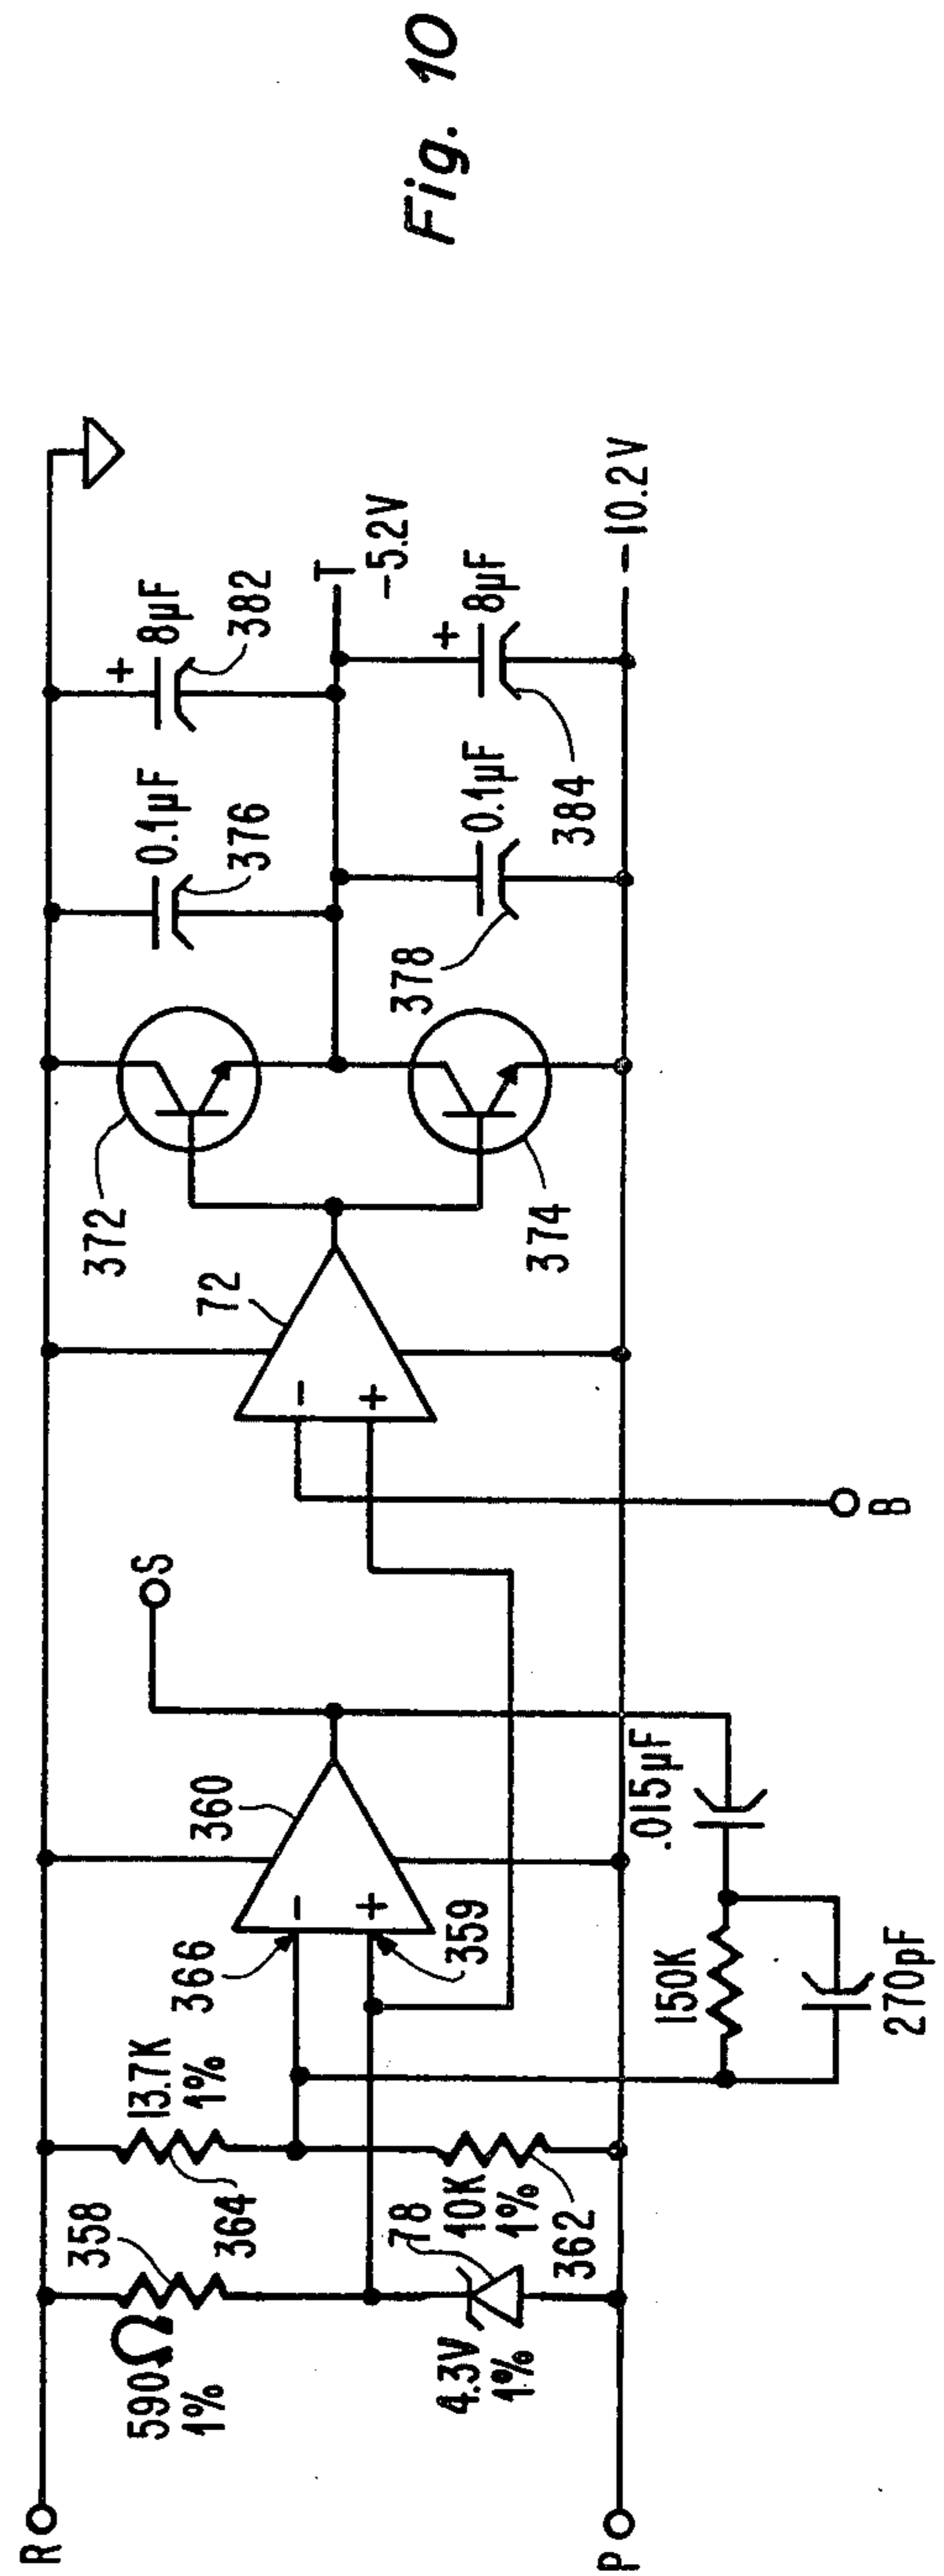 Fig. 10
R
590Ω
1%
358
364
13.7K
1%
366
360
S
72
372
0.1µF
376
+
8µF
382
T
-5.2V
4.3V
1%
78
10K
1%
362
-
+
359
-
+
374
378
0.1µF
384
+
8µF
P
-10.2V
150K
.015µF
270pF
B